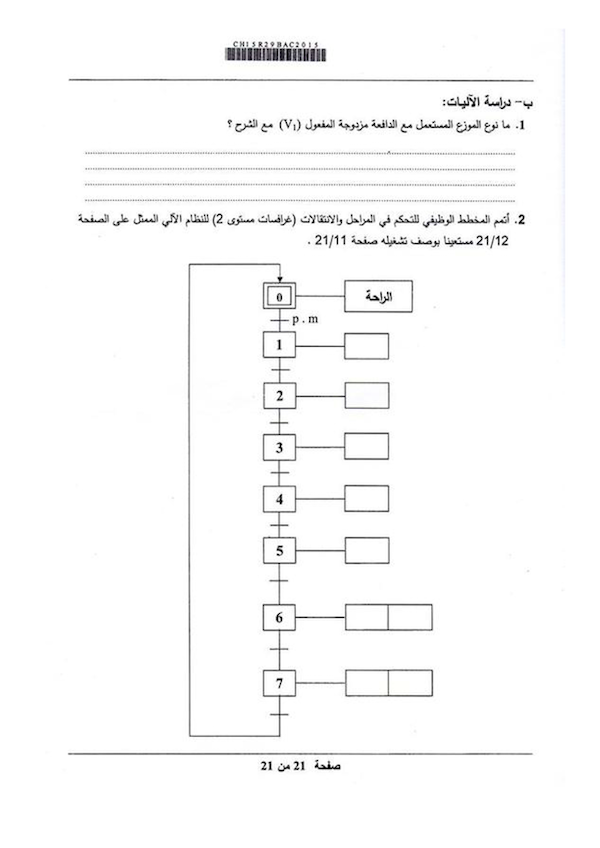 CH15R29BAC2015
ب- دراسة الآليات:
1. ما نوع الموزع المستعمل مع الدافعة مزدوجة المفعول (V1) مع الشرح ؟
2. أتمم المخطط الوظيفي للتحكم في المراحل والانتقالات (غرافسات مستوى 2) للنظام الآلي الممثل على الصفحة
21/12 مستعينا بوصف تشغيله صفحة 21/11 .
0 الراحة
p . m
1
2
3
4
5
6
7
صفحة 21 من 21